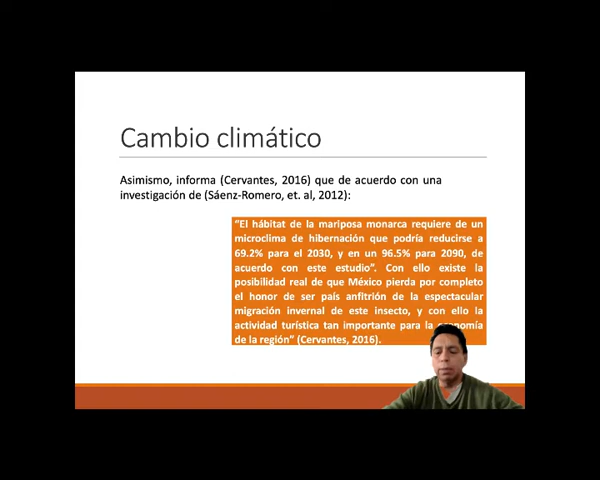 Cambio climático
Asimismo, informa (Cervantes, 2016) que de acuerdo con una
investigación de (Sáenz-Romero, et. al, 2012):
"El hábitat de la mariposa monarca requiere de un
microclima de hibernación que podría reducirse a
69.2% para el 2030, y en un 96.5% para 2090, de
acuerdo con este estudio". Con ello existe la
posibilidad real de que México pierda por completo
el honor de ser país anfitrión de la espectacular
migración invernal de este insecto, y con ello la
actividad turística tan importante para la economía
de la región" (Cervantes, 2016).